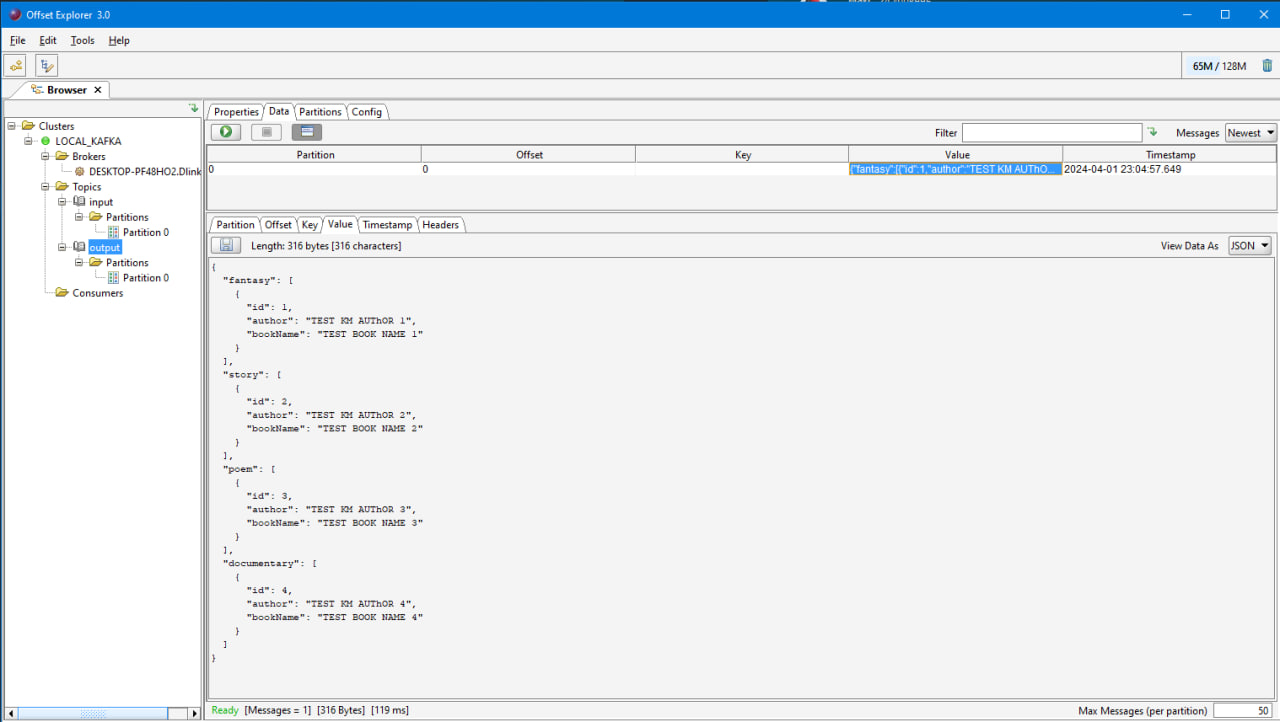 Offset Explorer 3.0
File Edit Tools Help
65M / 128M
Browser
Clusters
LOCAL_KAFKA
Brokers
DESKTOP-PF48HO2.Dlink
Topics
input
Partitions
Partition 0
output
Partitions
Partition 0
Consumers
Properties Data Partitions Config
Filter Messages Newest
Partition Offset Key Value Timestamp
0 0 {"fantasy":[{"id":1,"author":"TEST KM AUThO... 2024-04-01 23:04:57.649
Partition Offset Key Value Timestamp Headers
Length: 316 bytes [316 characters] View Data As JSON
{
"fantasy": [
{
"id": 1,
"author": "TEST KM AUThOR 1",
"bookName": "TEST BOOK NAME 1"
}
],
"story": [
{
"id": 2,
"author": "TEST KM AUThOR 2",
"bookName": "TEST BOOK NAME 2"
}
],
"poem": [
{
"id": 3,
"author": "TEST KM AUThOR 3",
"bookName": "TEST BOOK NAME 3"
}
],
"documentary": [
{
"id": 4,
"author": "TEST KM AUThOR 4",
"bookName": "TEST BOOK NAME 4"
}
]
}
Ready [Messages = 1] [316 Bytes] [119 ms] Max Messages (per partition) 50